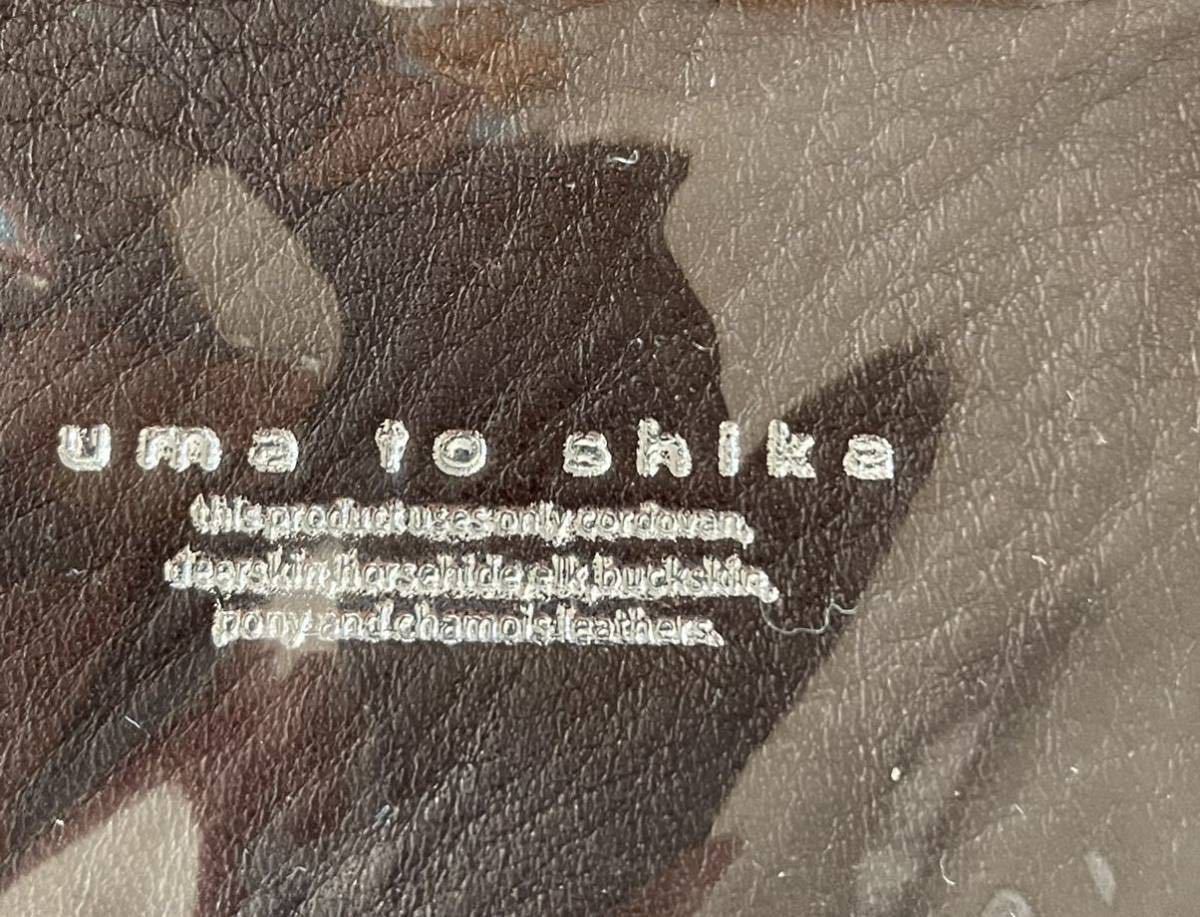 uma to shika
this product uses only cordovan,
deerskin, horsehide, elk, buckskin,
pony and chamois leathers.